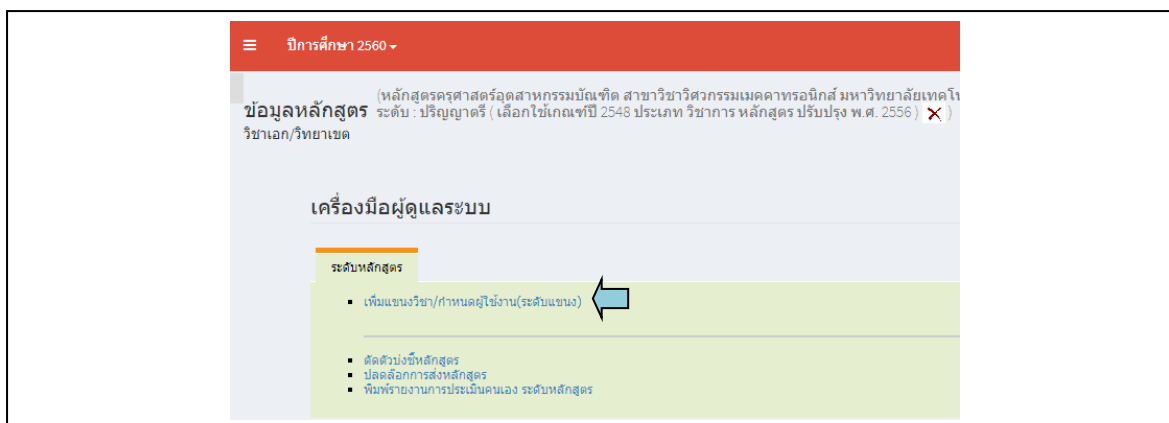 ปีการศึกษา 2560
ข้อมูลหลักสูตร (หลักสูตรครุศาสตร์อุตสาหกรรมบัณฑิต สาขาวิชาวิศวกรรมเมคคาทรอนิกส์ มหาวิทยาลัยเทคโน
ระดับ : ปริญญาตรี ( เลือกใช้เกณฑ์ปี 2548 ประเภท วิชาการ หลักสูตร ปรับปรุง พ.ศ. 2556 ) )
วิชาเอก/วิทยาเขต
เครื่องมือผู้ดูแลระบบ
ระดับหลักสูตร
เพิ่มแขนงวิชา/กำหนดผู้ใช้งาน(ระดับแขนง)
ตัดตัวบ่งชี้หลักสูตร
ปลดล๊อกการส่งหลักสูตร
พิมพ์รายงานการประเมินตนเอง ระดับหลักสูตร